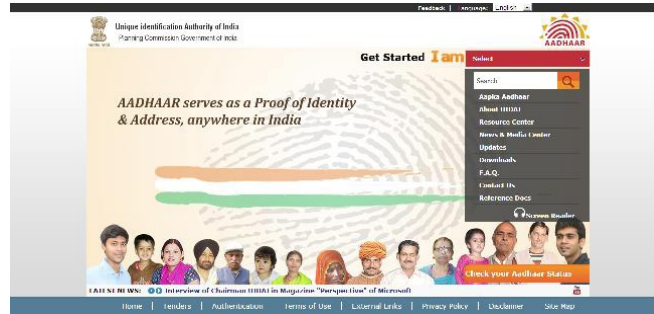 Feedback | Language: English
Unique identification Authority of India
Planning Commission Government of India
AADHAAR
Get Started I am
Select
Search
AADHAAR serves as a Proof of Identity
& Address, anywhere in India
Aapka Aadhaar
About UIDAI
Resource Center
News & Media Center
Updates
Downloads
F.A.Q.
Contact Us
Reference Docs
Screen Reader
Check your Aadhaar Status
LATEST NEWS: Interview of Chairman UIDAI in Magazine "Perspective" of Microsoft
Home | Tenders | Authentication Terms of Use | External Links | Privacy Policy | Disclaimer Site Map